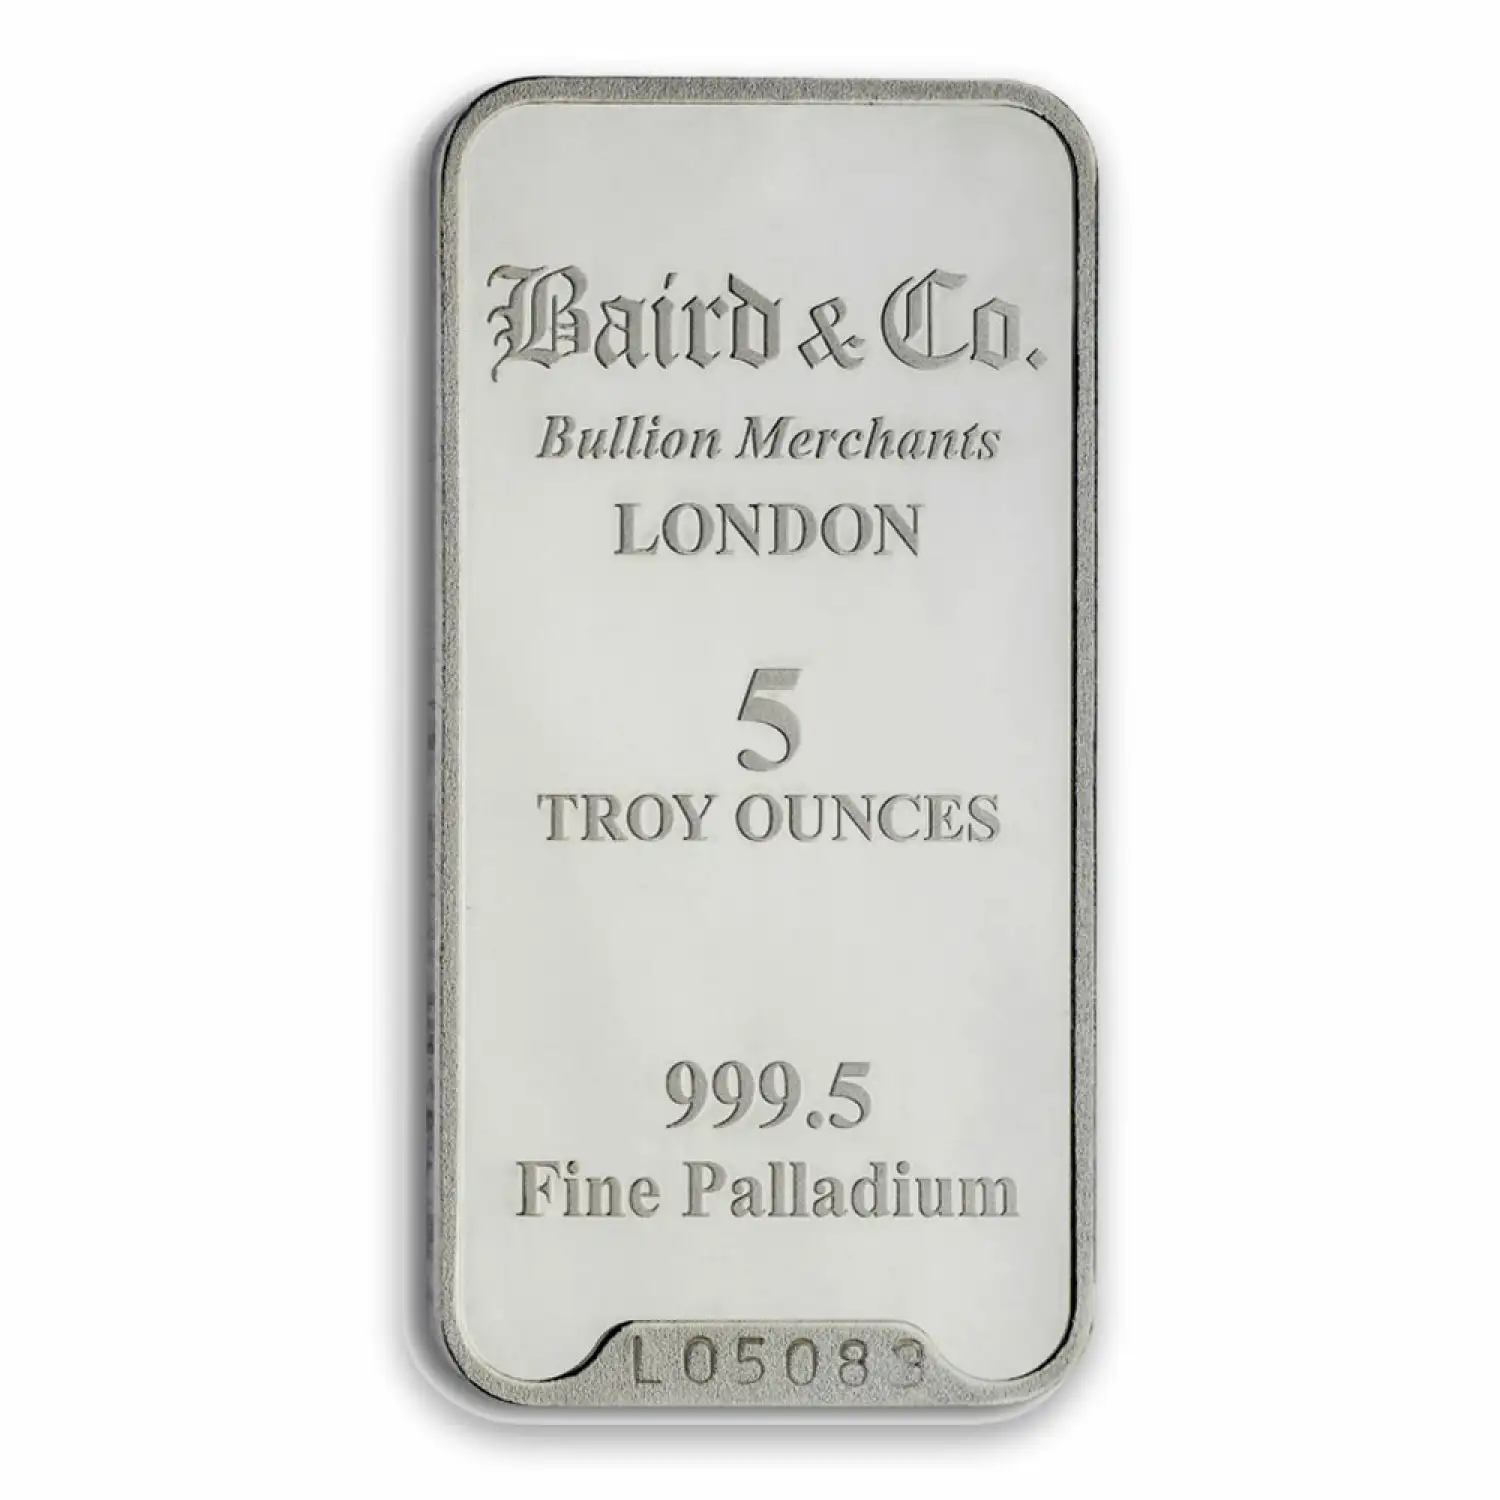 Baird & Co.
Bullion Merchants
LONDON
5
TROY OUNCES
999.5
Fine Palladium
L05083